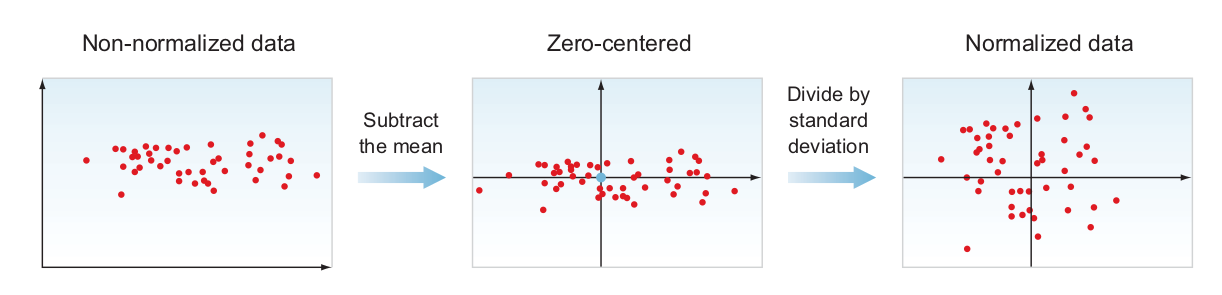 Non-normalized data
Zero-centered
Normalized data
Subtract
the mean
Divide by
standard
deviation